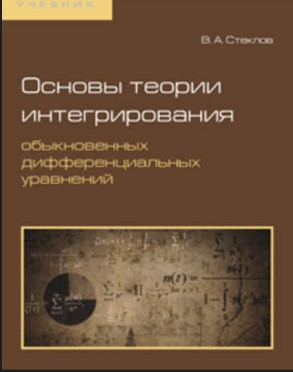 УЧЕБНИК
В. А. Стеклов
Основы теории
интегрирования
обыкновенных
дифференциальных
уравнений